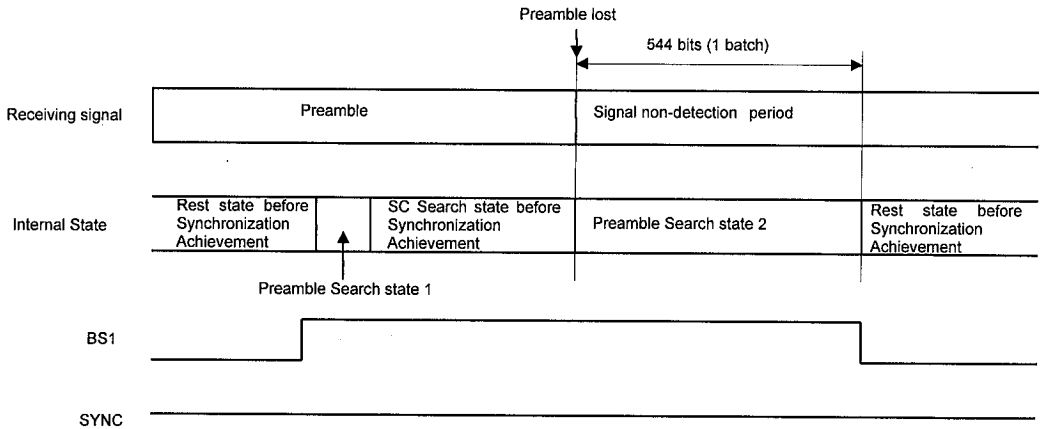 Preamble lost
544 bits (1 batch)
Receiving signal
Preamble
Signal non-detection period
Internal State
Rest state before
Synchronization
Achievement
SC Search state before
Synchronization
Achievement
Preamble Search state 2
Rest state before
Synchronization
Achievement
Preamble Search state 1
BS1
SYNC